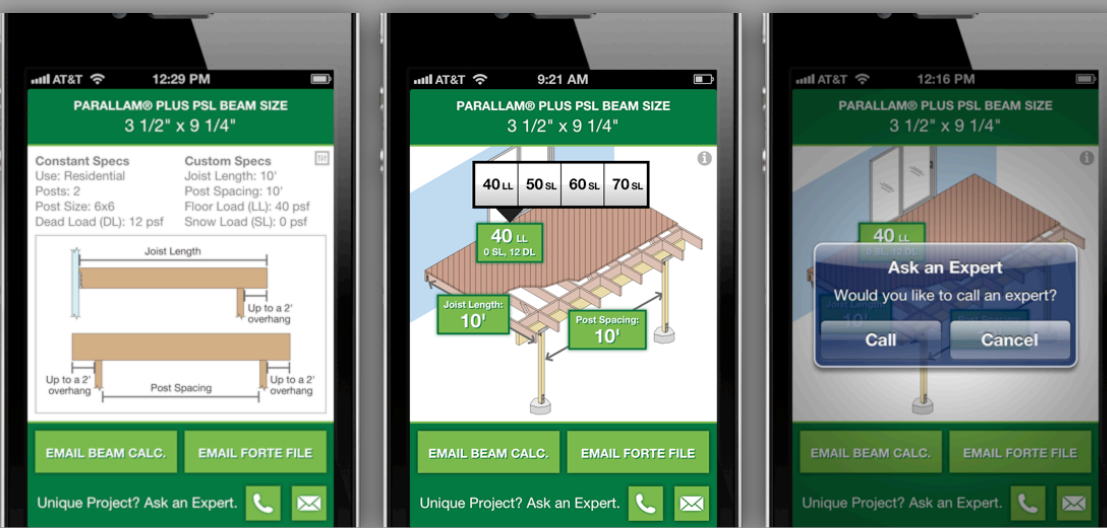 AT&T 12:29 PM
PARALLAM® PLUS PSL BEAM SIZE
3 1/2" x 9 1/4"
Constant Specs
Use: Residential
Posts: 2
Post Size: 6x6
Dead Load (DL): 12 psf
Custom Specs
Joist Length: 10'
Post Spacing: 10'
Floor Load (LL): 40 psf
Snow Load (SL): 0 psf
Joist Length
Up to a 2'
overhang
Up to a 2'
overhang
Post Spacing
Up to a 2'
overhang
EMAIL BEAM CALC.
EMAIL FORTE FILE
Unique Project? Ask an Expert.
AT&T 9:21 AM
PARALLAM® PLUS PSL BEAM SIZE
3 1/2" x 9 1/4"
40 LL 50 SL 60 SL 70 SL
40 LL
0 SL, 12 DL
Joist Length:
10'
Post Spacing:
10'
EMAIL BEAM CALC.
EMAIL FORTE FILE
Unique Project? Ask an Expert.
AT&T 12:16 PM
PARALLAM® PLUS PSL BEAM SIZE
3 1/2" x 9 1/4"
40 LL
0 SL, 12 DL
Ask an Expert
Would you like to call an expert?
Call
Cancel
EMAIL BEAM CALC.
EMAIL FORTE FILE
Unique Project? Ask an Expert.